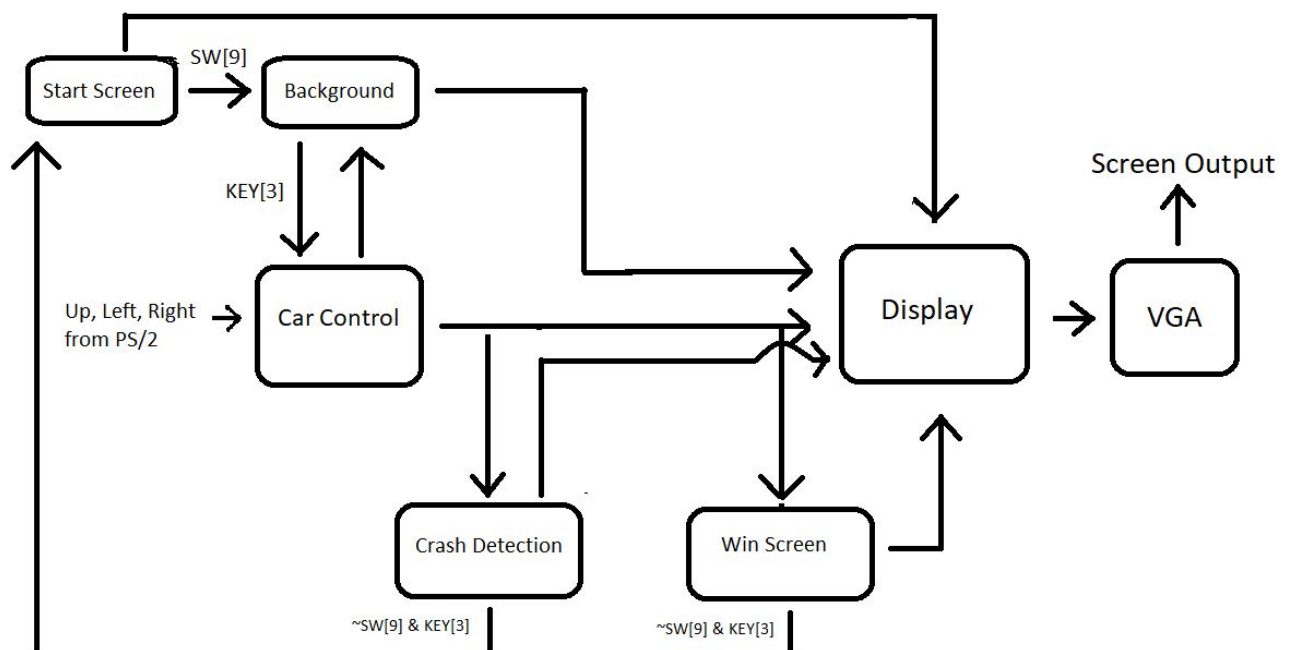 SW[9]
Start Screen
Background
Screen Output
KEY[3]
Up, Left, Right
from PS/2
Car Control
Display
VGA
Crash Detection
Win Screen
~SW[9] & KEY[3]
~SW[9] & KEY[3]